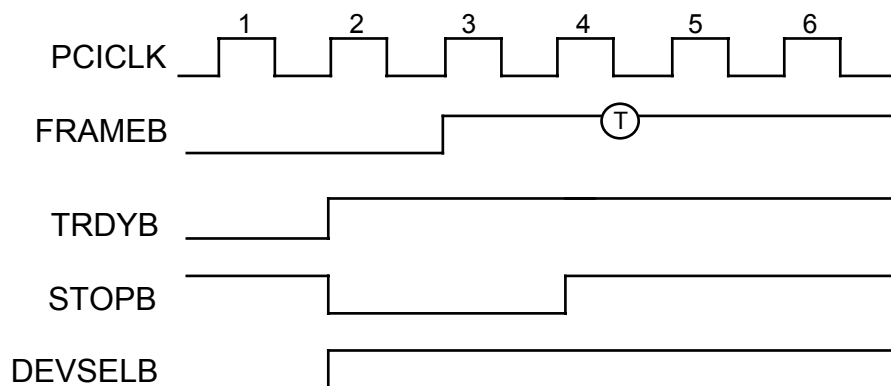 1 2 3 4 5 6
PCICLK
FRAMEB
T
TRDYB
STOPB
DEVSELB